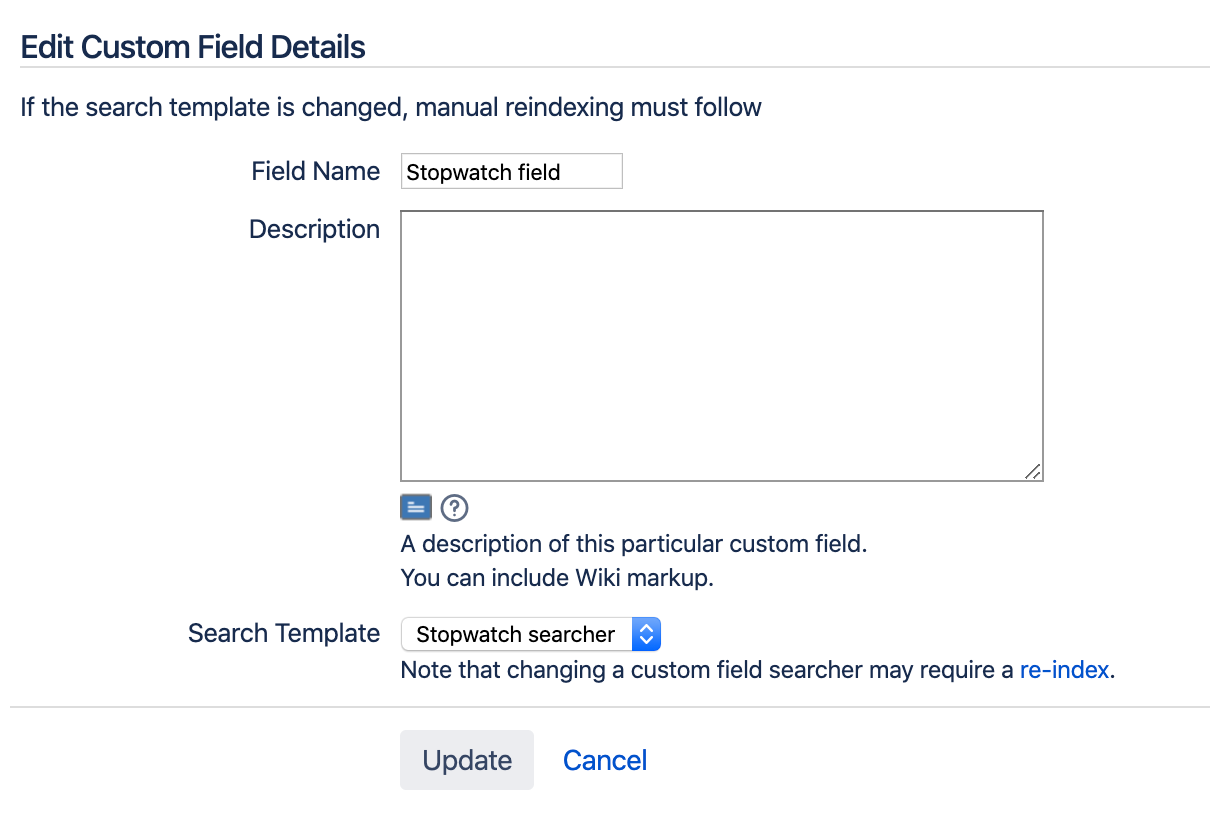 Edit Custom Field Details
If the search template is changed, manual reindexing must follow
Field Name Stopwatch field
Description
?
A description of this particular custom field.
You can include Wiki markup.
Search Template Stopwatch searcher
Note that changing a custom field searcher may require a re-index.
Update Cancel